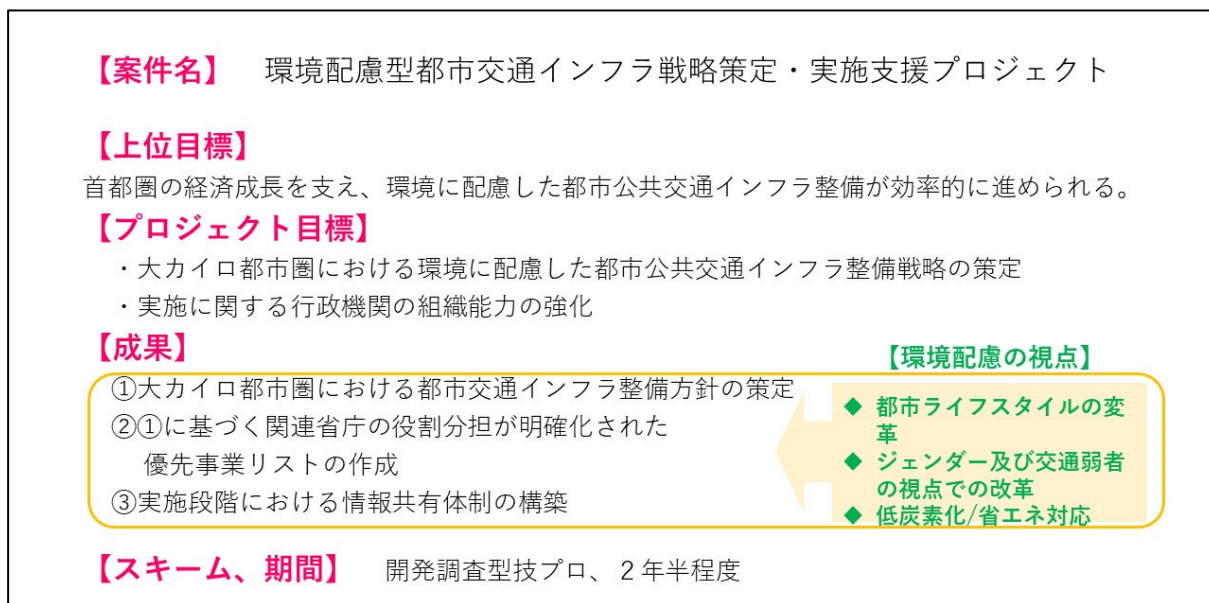 【案件名】 環境配慮型都市交通インフラ戦略策定・実施支援プロジェクト
【上位目標】
首都圏の経済成長を支え、環境に配慮した都市公共交通インフラ整備が効率的に進められる。
【プロジェクト目標】
・大カイロ都市圏における環境に配慮した都市公共交通インフラ整備戦略の策定
・実施に関する行政機関の組織能力の強化
【成果】
①大カイロ都市圏における都市交通インフラ整備方針の策定
②①に基づく関連省庁の役割分担が明確化された
優先事業リストの作成
③実施段階における情報共有体制の構築
【環境配慮の視点】
◆ 都市ライフスタイルの変
革
◆ ジェンダー及び交通弱者
の視点での改革
◆ 低炭素化/省エネ対応
【スキーム、期間】 開発調査型技プロ、2年半程度